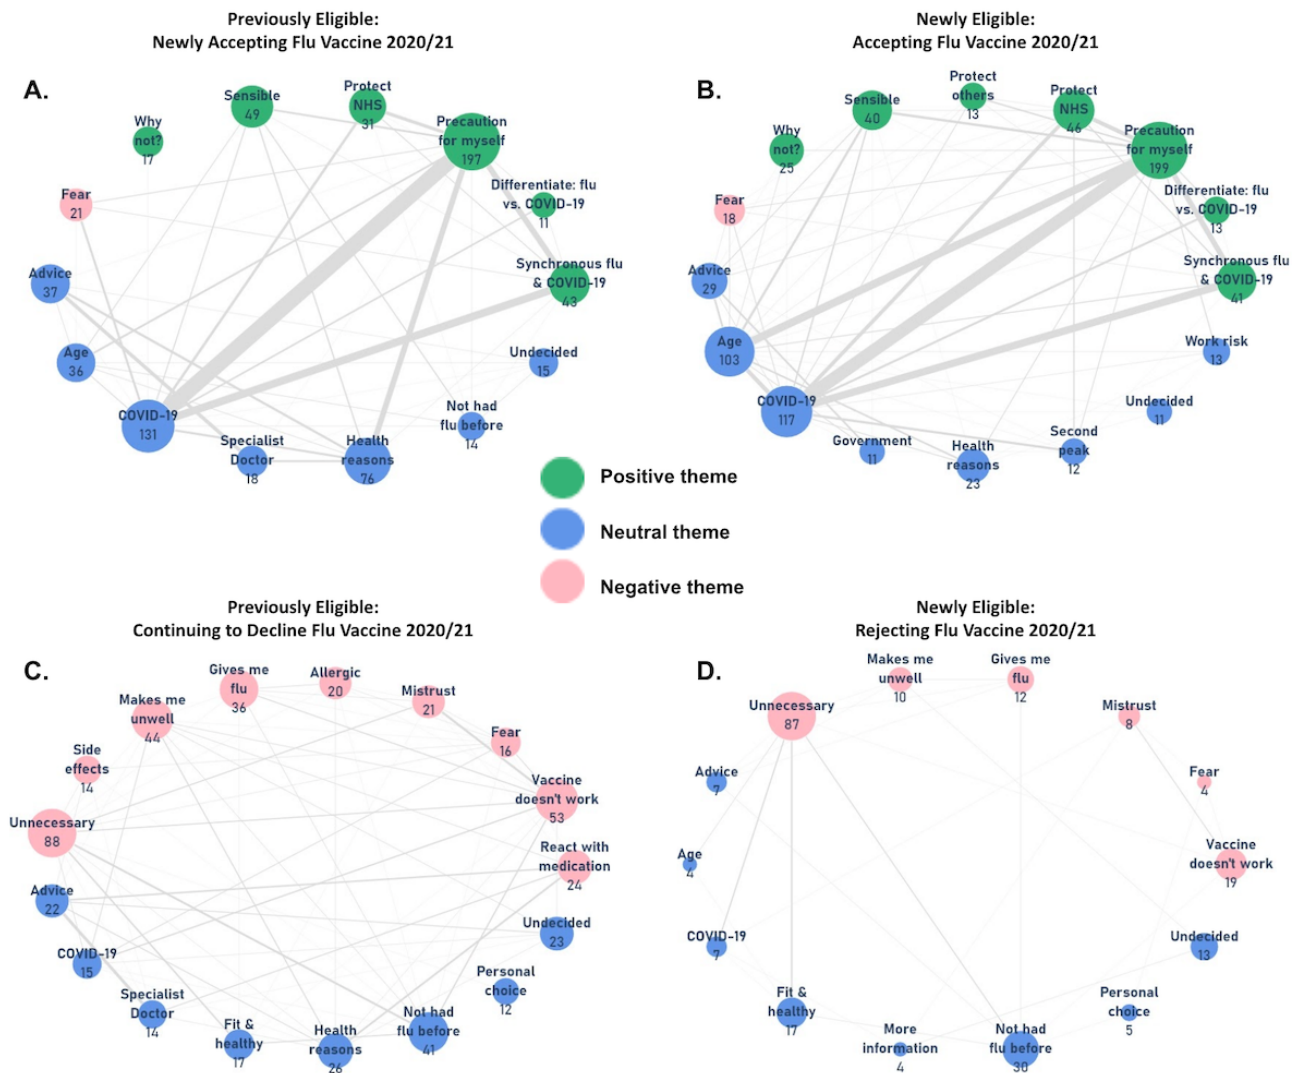 Previously Eligible:
Newly Accepting Flu Vaccine 2020/21
A.
Sensible
49
Protect
NHS
31
Precaution
for myself
197
Why
not?
17
Differentiate: flu
vs. COVID-19
11
Fear
21
Synchronous flu
& COVID-19
43
Advice
37
Age
36
Undecided
15
COVID-19
131
Not had
flu before
14
Specialist
Doctor
18
Health
reasons
76
Newly Eligible:
Accepting Flu Vaccine 2020/21
B.
Sensible
40
Protect
others
13
Protect
NHS
46
Precaution
for myself
199
Why
not?
25
Differentiate: flu
vs. COVID-19
13
Fear
18
Synchronous flu
& COVID-19
41
Advice
29
Age
103
Work risk
13
COVID-19
117
Undecided
11
Government
11
Health
reasons
23
Second
peak
12
Positive theme
Neutral theme
Negative theme
Previously Eligible:
Continuing to Decline Flu Vaccine 2020/21
C.
Gives me
flu
36
Allergic
20
Mistrust
21
Makes me
unwell
44
Fear
16
Side
effects
14
Vaccine
doesn't work
53
Unnecessary
88
React with
medication
24
Advice
22
Undecided
23
COVID-19
15
Personal
choice
12
Specialist
Doctor
14
Fit &
healthy
17
Health
reasons
26
Not had
flu before
41
Newly Eligible:
Rejecting Flu Vaccine 2020/21
D.
Makes me
unwell
10
Gives me
flu
12
Unnecessary
87
Mistrust
8
Advice
7
Fear
4
Age
4
Vaccine
doesn't work
19
COVID-19
7
Undecided
13
Fit &
healthy
17
Personal
choice
5
More
information
4
Not had
flu before
30